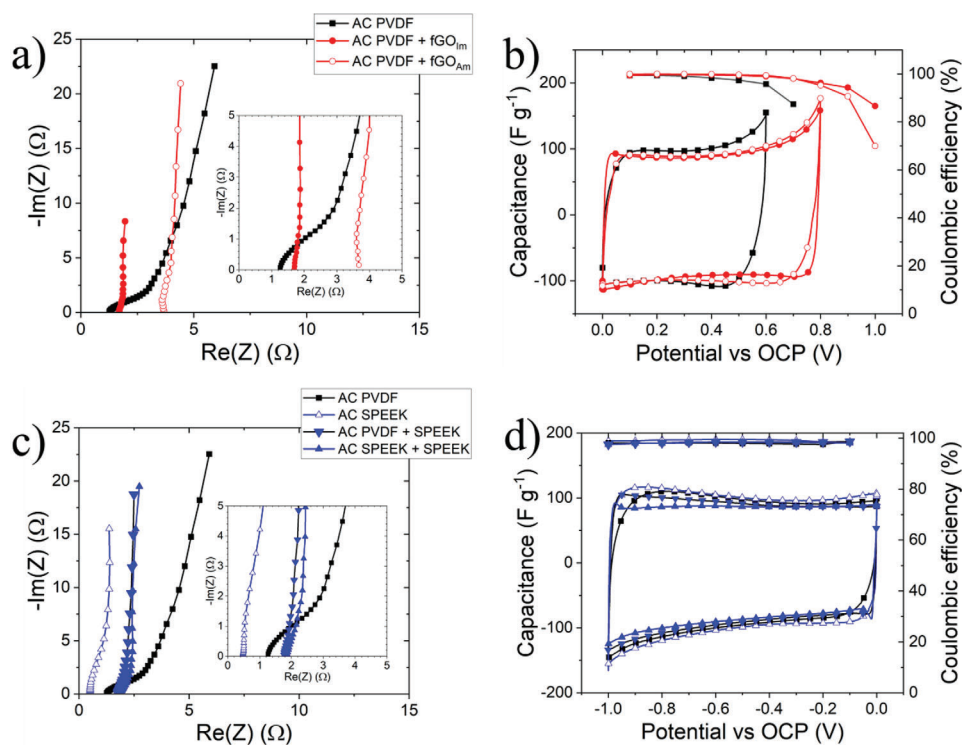 a)
AC PVDF
AC PVDF + fGO_Im
AC PVDF + fGO_Am
25
20
15
10
5
0
-Im(Z) (Ω)
0 5 10 15
Re(Z) (Ω)
5
4
3
2
1
0
-Im(Z) (Ω)
0 1 2 3 4 5
Re(Z) (Ω)
b)
200
100
0
-100
Capacitance (F g⁻¹)
0.0 0.2 0.4 0.6 0.8 1.0
Potential vs OCP (V)
100
90
80
70
60
50
40
30
20
10
0
Coulombic efficiency (%)
c)
AC PVDF
AC SPEEK
AC PVDF + SPEEK
AC SPEEK + SPEEK
25
20
15
10
5
0
-Im(Z) (Ω)
0 5 10 15
Re(Z) (Ω)
5
4
3
2
1
0
-Im(Z) (Ω)
0 1 2 3 4 5
Re(Z) (Ω)
d)
200
100
0
-100
-200
Capacitance (F g⁻¹)
-1.0 -0.8 -0.6 -0.4 -0.2 0.0
Potential vs OCP (V)
100
80
60
40
20
0
Coulombic efficiency (%)